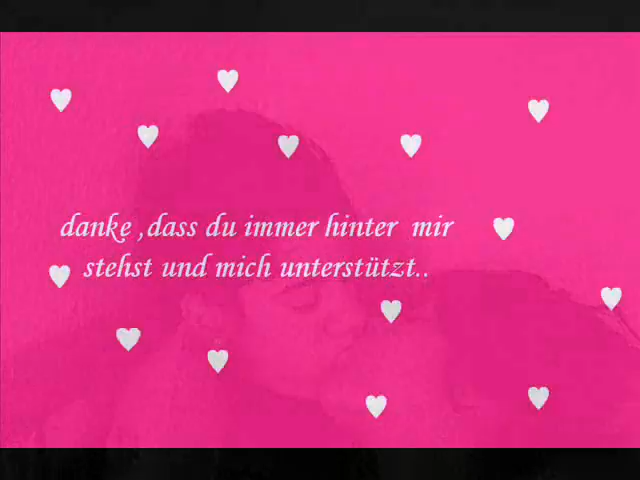 danke ,dass du immer hinter mir
stehst und mich unterstützt..